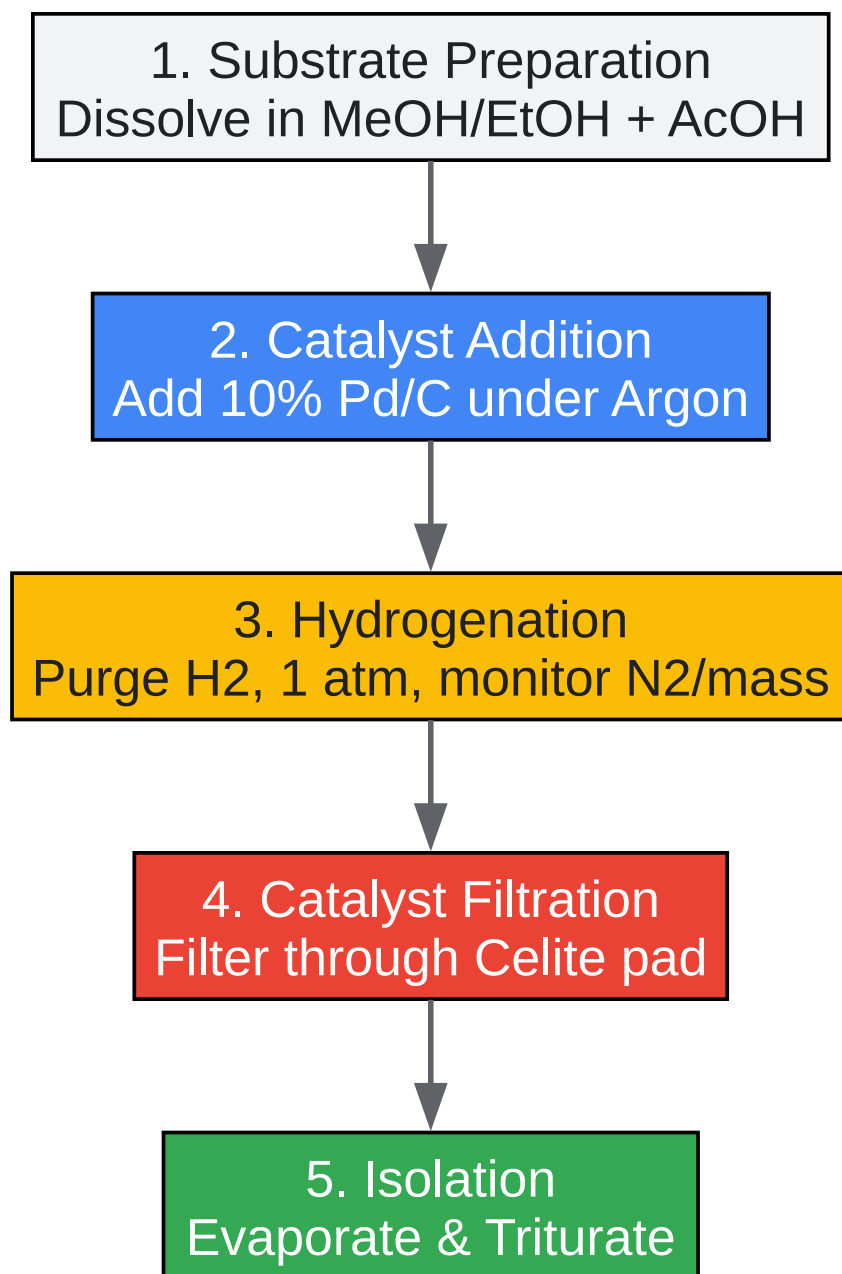 1. Substrate Preparation
Dissolve in MeOH/EtOH + AcOH
2. Catalyst Addition
Add 10% Pd/C under Argon
3. Hydrogenation
Purge H2, 1 atm, monitor N2/mass
4. Catalyst Filtration
Filter through Celite pad
5. Isolation
Evaporate & Triturate